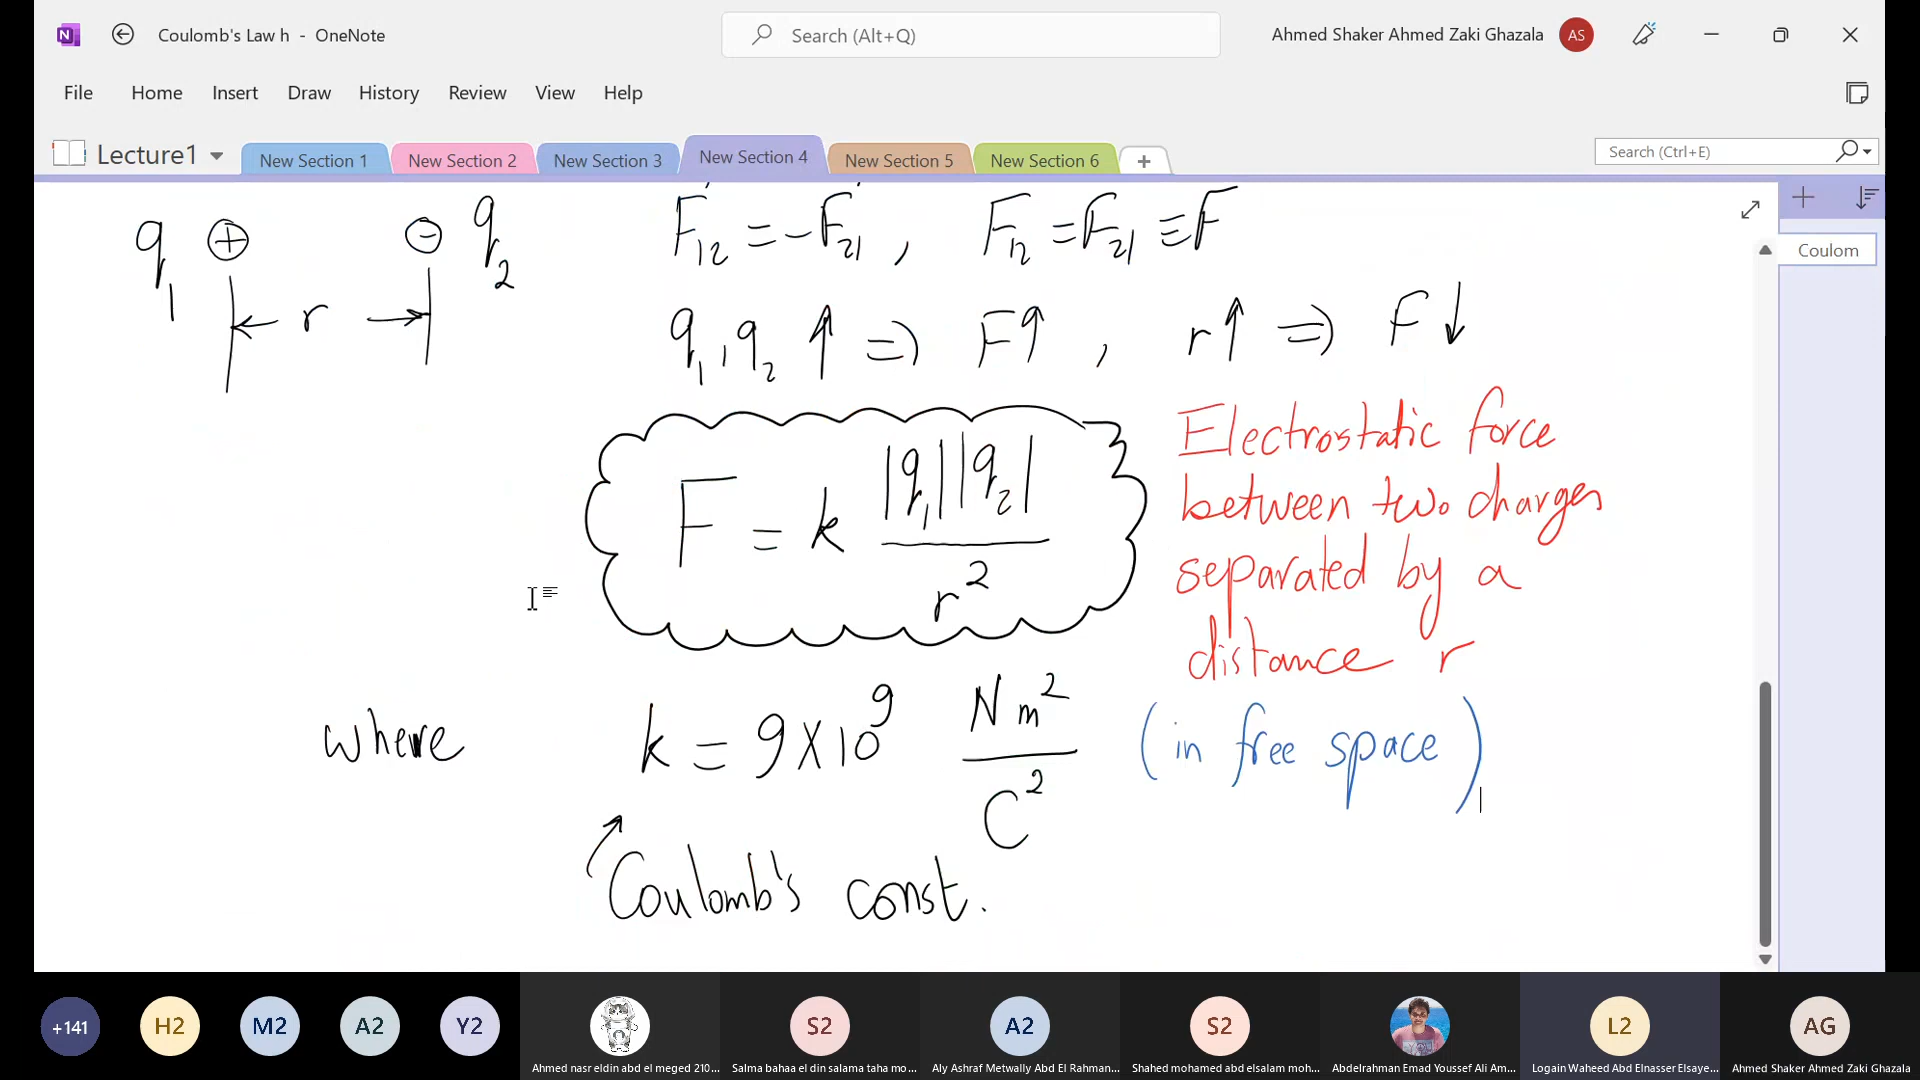 Coulomb's Law h - OneNote
Search (Alt+Q)
Ahmed Shaker Ahmed Zaki Ghazala AS
File Home Insert Draw History Review View Help
Lecture1 New Section 1 New Section 2 New Section 3 New Section 4 New Section 5 New Section 6 +
Search (Ctrl+E)
Coulom
q₁ ⊕ ⊖ q₂
r
F₁₂ = -F₂₁ , F₁₂ = F₂₁ ≡ F
q₁, q₂ ↑ => F↑ , r↑ => F↓
F = k |q₁||q₂| / r²
Electrostatic force
between two charges
separated by a
distance r
where k = 9 X 10⁹ N m² / C² (in free space)
Coulomb's const.
+141 H2 M2 A2 Y2 S2 A2 S2 L2 AG
Ahmed nasr eldin abd el meged 210... Salma bahaa el din salama taha mo... Aly Ashraf Metwally Abd El Rahman... Shahed mohamed abd elsalam moh... Abdelrahman Emad Youssef Ali Am... Logain Waheed Abd Elnasser Elsaye... Ahmed Shaker Ahmed Zaki Ghazala